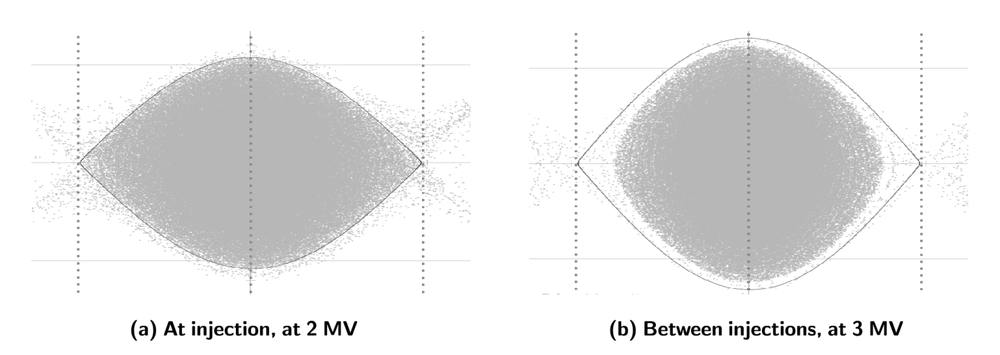 (a) At injection, at 2 MV
(b) Between injections, at 3 MV